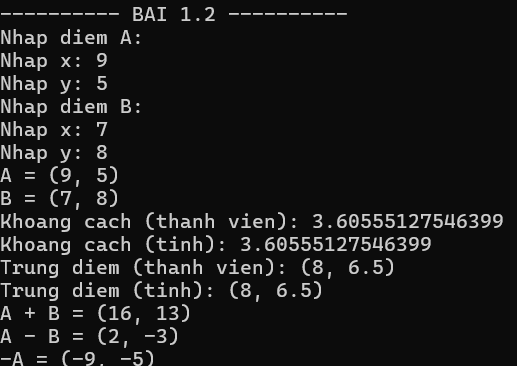 ---------- BAI 1.2 ----------
Nhap diem A:
Nhap x: 9
Nhap y: 5
Nhap diem B:
Nhap x: 7
Nhap y: 8
A = (9, 5)
B = (7, 8)
Khoang cach (thanh vien): 3.60555127546399
Khoang cach (tinh): 3.60555127546399
Trung diem (thanh vien): (8, 6.5)
Trung diem (tinh): (8, 6.5)
A + B = (16, 13)
A - B = (2, -3)
-A = (-9, -5)